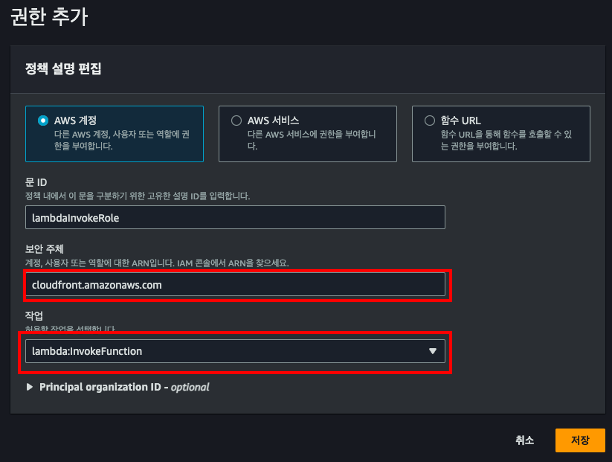 권한 추가
정책 설명 편집
AWS 계정
다른 AWS 계정, 사용자 또는 역할에 권
한을 부여합니다.
AWS 서비스
다른 AWS 서비스에 권한을 부여합니
다.
함수 URL
함수 URL을 통해 함수를 호출할 수 있
는 권한을 부여합니다.
문 ID
정책 내에서 이 문을 구분하기 위한 고유한 설명 ID를 입력합니다.
lambdaInvokeRole
보안 주체
계정, 사용자 또는 역할에 대한 ARN입니다. IAM 콘솔에서 ARN을 찾으세요.
cloudfront.amazonaws.com
작업
허용할 작업을 선택합니다.
lambda:InvokeFunction
Principal organization ID - optional
취소
저장